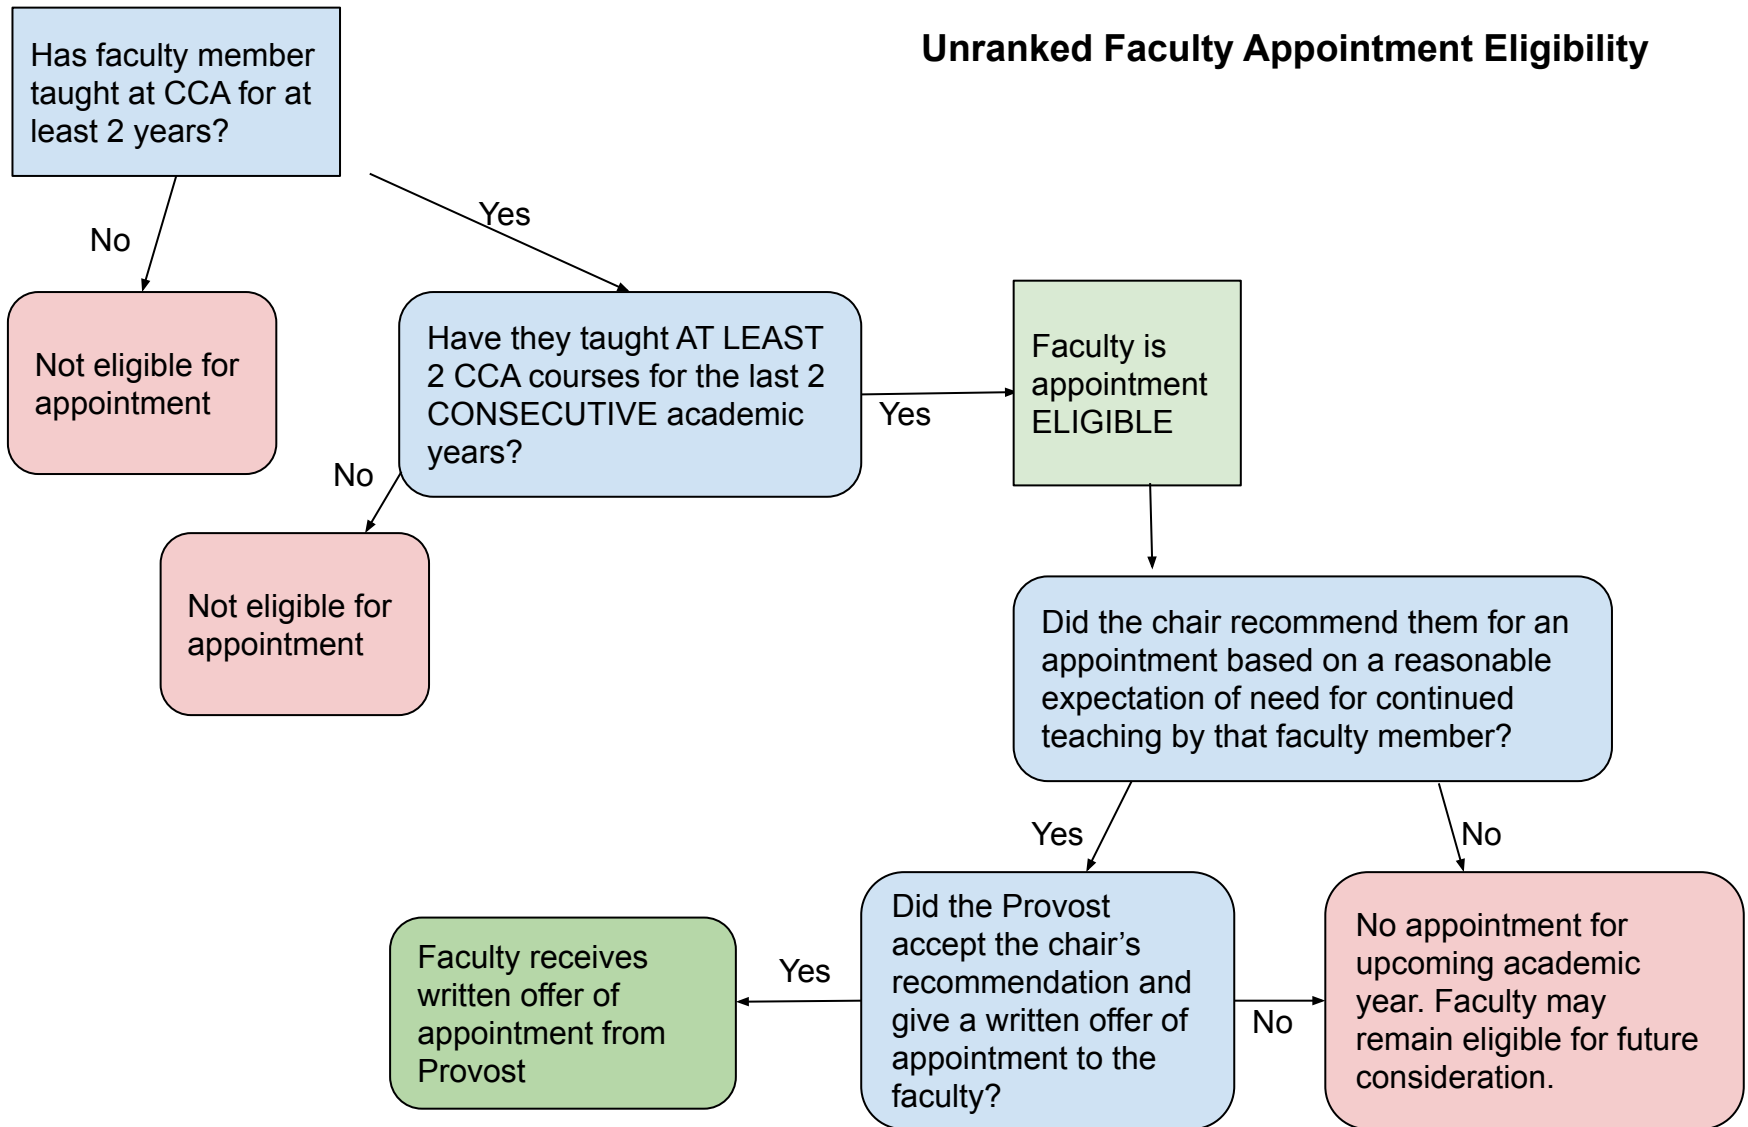 Unranked Faculty Appointment Eligibility
Has faculty member
taught at CCA for at
least 2 years?
No
Yes
Not eligible for
appointment
Have they taught AT LEAST
2 CCA courses for the last 2
CONSECUTIVE academic
years?
No
Yes
Not eligible for
appointment
Faculty is
appointment
ELIGIBLE
Did the chair recommend them for an
appointment based on a reasonable
expectation of need for continued
teaching by that faculty member?
Yes
No
Did the Provost
accept the chair’s
recommendation and
give a written offer of
appointment to the
faculty?
Yes
No
Faculty receives
written offer of
appointment from
Provost
No appointment for
upcoming academic
year. Faculty may
remain eligible for future
consideration.